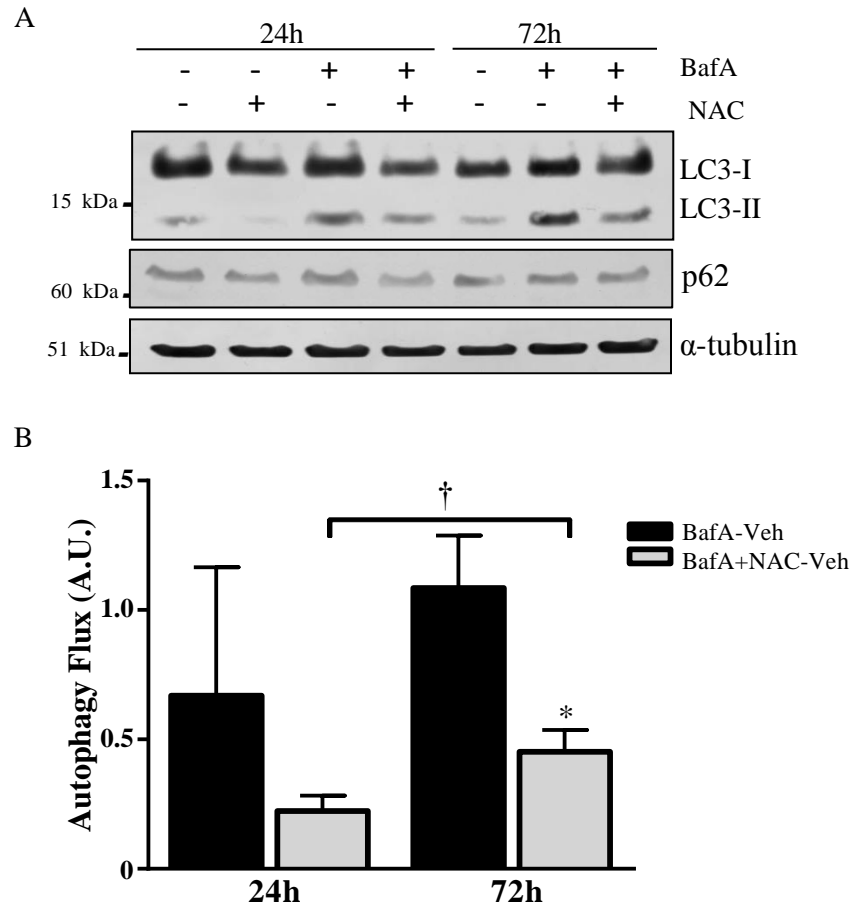 A
24h 72h
- - + + - + + BafA
- + - + - - + NAC
LC3-I
15 kDa
LC3-II
p62
60 kDa
51 kDa α-tubulin
B
1.5
†
BafA-Veh
BafA+NAC-Veh
1.0
Autophagy Flux (A.U.)
*
0.5
0
24h 72h